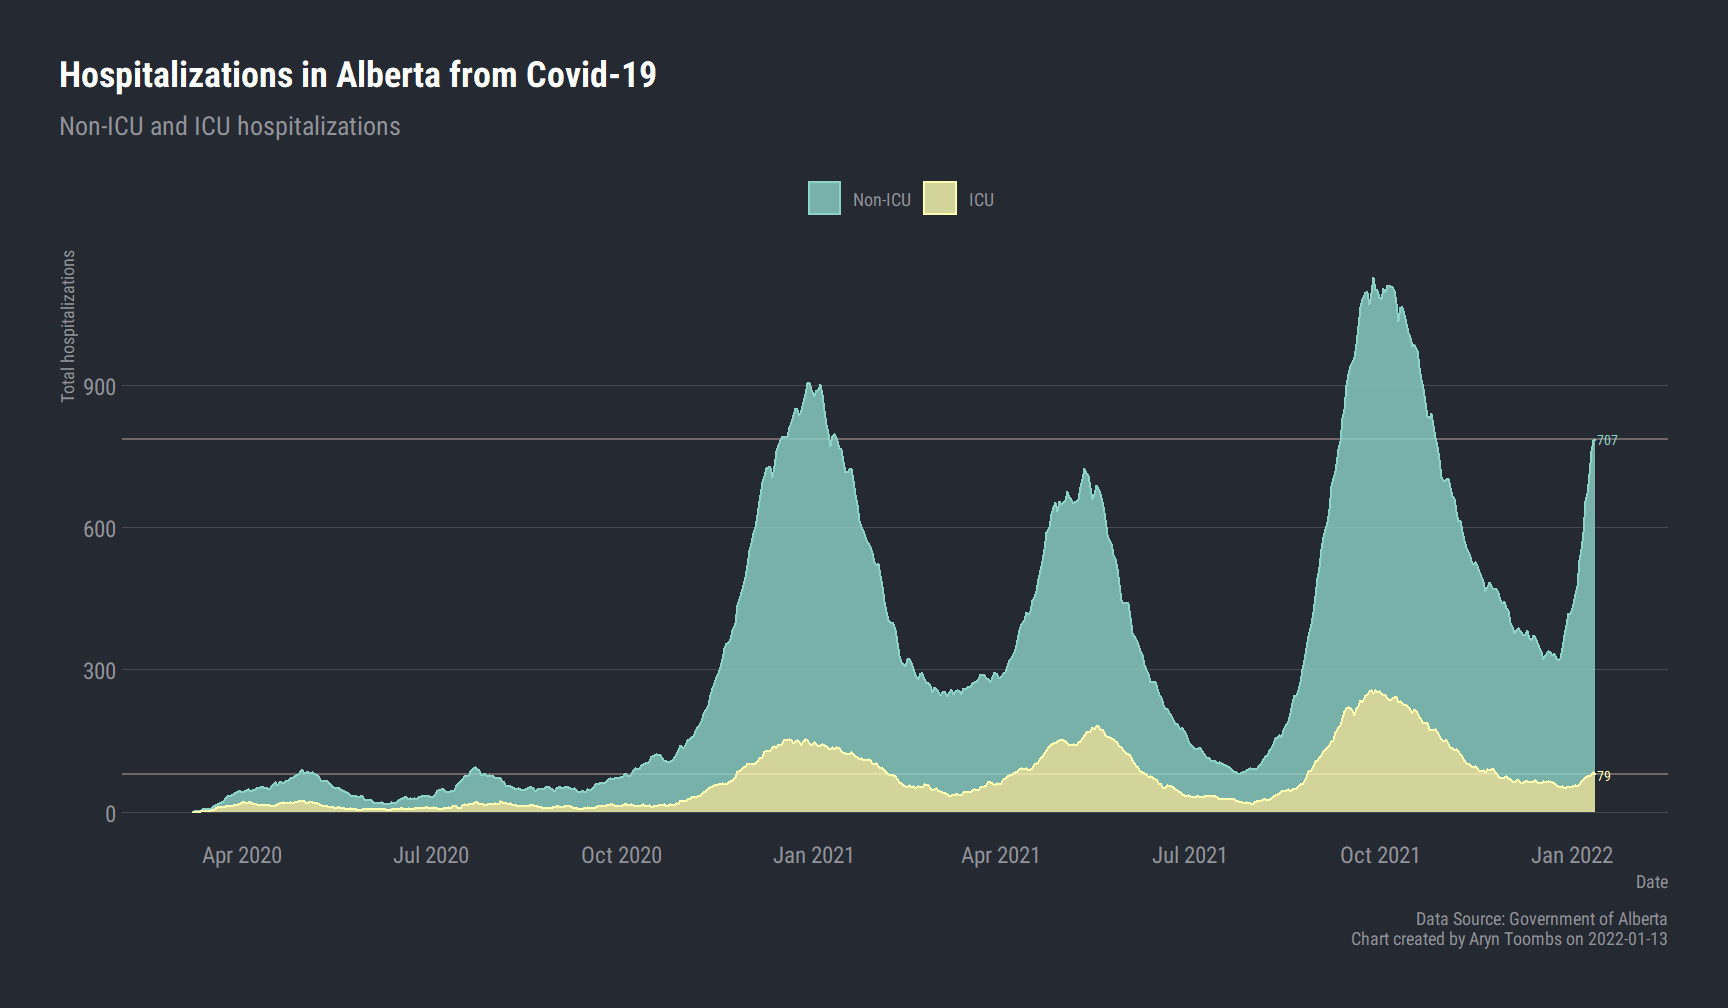 Hospitalizations in Alberta from Covid-19
Non-ICU and ICU hospitalizations
Non-ICU
ICU
Total hospitalizations
900
707
600
300
79
0
Apr 2020
Jul 2020
Oct 2020
Jan 2021
Apr 2021
Jul 2021
Oct 2021
Jan 2022
Date
Data Source: Government of Alberta
Chart created by Aryn Toombs on 2022-01-13